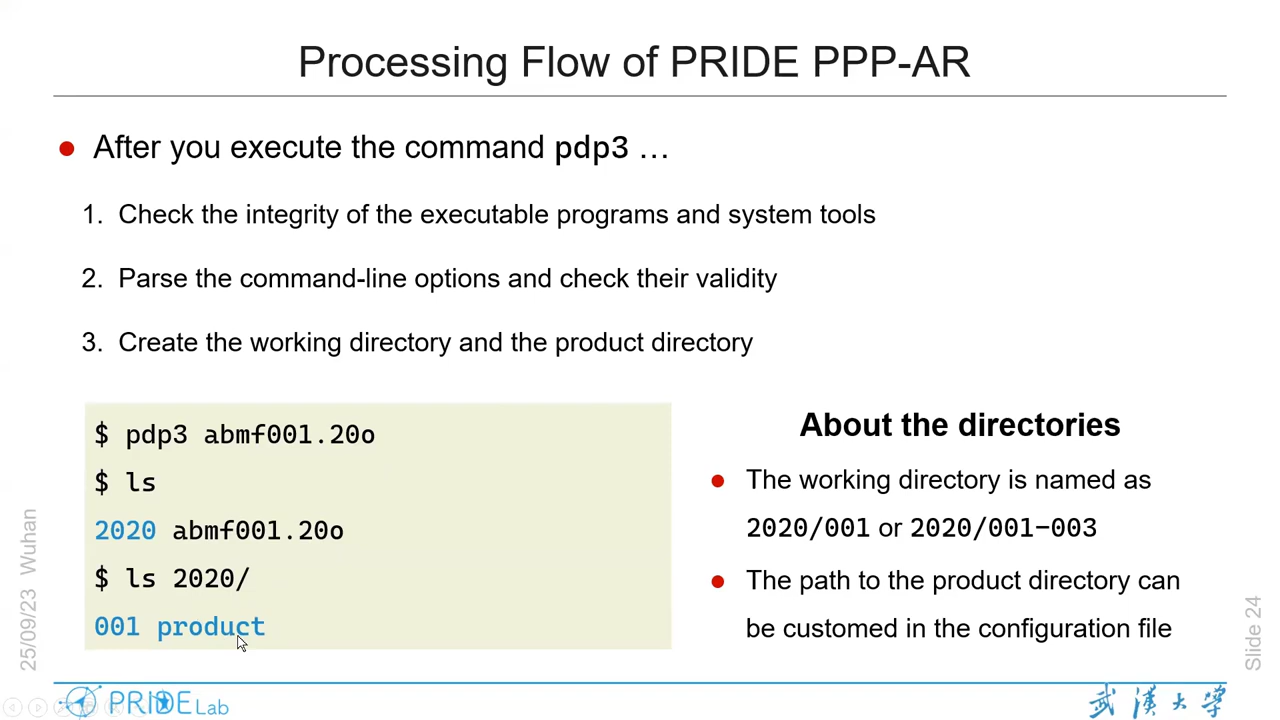 Processing Flow of PRIDE PPP-AR
After you execute the command pdp3 …
1. Check the integrity of the executable programs and system tools
2. Parse the command-line options and check their validity
3. Create the working directory and the product directory
$ pdp3 abmf001.20o
$ ls
2020 abmf001.20o
$ ls 2020/
001 product
About the directories
The working directory is named as
2020/001 or 2020/001-003
The path to the product directory can
be customed in the configuration file
25/09/23 Wuhan
Slide 24
PRIDE Lab
武漢大学